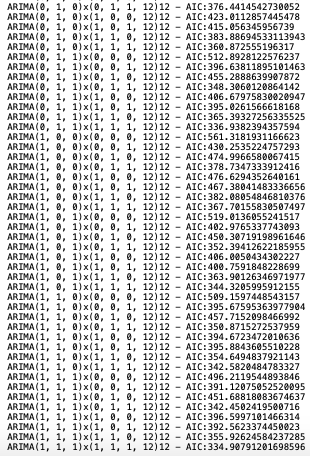 ARIMA(0, 1, 0)x(0, 1, 1, 12)12 - AIC:376.4414542730052
ARIMA(0, 1, 0)x(1, 0, 0, 12)12 - AIC:423.0112857445478
ARIMA(0, 1, 0)x(1, 0, 1, 12)12 - AIC:415.056345956739
ARIMA(0, 1, 0)x(1, 1, 0, 12)12 - AIC:383.88694533113943
ARIMA(0, 1, 0)x(1, 1, 1, 12)12 - AIC:360.872555196317
ARIMA(0, 1, 1)x(0, 0, 0, 12)12 - AIC:512.8928122576237
ARIMA(0, 1, 1)x(0, 0, 1, 12)12 - AIC:396.63811895101463
ARIMA(0, 1, 1)x(0, 1, 0, 12)12 - AIC:455.2888639907872
ARIMA(0, 1, 1)x(0, 1, 1, 12)12 - AIC:348.3060120864142
ARIMA(0, 1, 1)x(1, 0, 0, 12)12 - AIC:406.67975830020947
ARIMA(0, 1, 1)x(1, 0, 1, 12)12 - AIC:395.0261566618168
ARIMA(0, 1, 1)x(1, 1, 0, 12)12 - AIC:365.39327256335525
ARIMA(0, 1, 1)x(1, 1, 1, 12)12 - AIC:336.9382394357594
ARIMA(1, 0, 0)x(0, 0, 0, 12)12 - AIC:561.3181931166623
ARIMA(1, 0, 0)x(0, 0, 1, 12)12 - AIC:430.2535224757293
ARIMA(1, 0, 0)x(0, 1, 0, 12)12 - AIC:474.9966580067415
ARIMA(1, 0, 0)x(0, 1, 1, 12)12 - AIC:378.7347333912416
ARIMA(1, 0, 0)x(1, 0, 0, 12)12 - AIC:476.6294352640161
ARIMA(1, 0, 0)x(1, 0, 1, 12)12 - AIC:467.38041483336656
ARIMA(1, 0, 0)x(1, 1, 0, 12)12 - AIC:382.08054846810376
ARIMA(1, 0, 0)x(1, 1, 1, 12)12 - AIC:367.70155830507497
ARIMA(1, 0, 1)x(0, 0, 0, 12)12 - AIC:519.0136055241517
ARIMA(1, 0, 1)x(0, 0, 1, 12)12 - AIC:402.9765337743093
ARIMA(1, 0, 1)x(0, 1, 0, 12)12 - AIC:450.30719198961646
ARIMA(1, 0, 1)x(0, 1, 1, 12)12 - AIC:352.39412622185955
ARIMA(1, 0, 1)x(1, 0, 0, 12)12 - AIC:406.0050434302227
ARIMA(1, 0, 1)x(1, 0, 1, 12)12 - AIC:400.7591848228699
ARIMA(1, 0, 1)x(1, 1, 0, 12)12 - AIC:363.90126346971977
ARIMA(1, 0, 1)x(1, 1, 1, 12)12 - AIC:344.3205995912155
ARIMA(1, 1, 0)x(0, 0, 0, 12)12 - AIC:509.1597448543157
ARIMA(1, 1, 0)x(0, 0, 1, 12)12 - AIC:395.67595363977904
ARIMA(1, 1, 0)x(0, 1, 0, 12)12 - AIC:457.7152098466992
ARIMA(1, 1, 0)x(0, 1, 1, 12)12 - AIC:350.8715272537959
ARIMA(1, 1, 0)x(1, 0, 0, 12)12 - AIC:394.6723472010636
ARIMA(1, 1, 0)x(1, 0, 1, 12)12 - AIC:395.8843605510228
ARIMA(1, 1, 0)x(1, 1, 0, 12)12 - AIC:354.6494837921143
ARIMA(1, 1, 0)x(1, 1, 1, 12)12 - AIC:342.5820484783327
ARIMA(1, 1, 1)x(0, 0, 0, 12)12 - AIC:496.2119544893846
ARIMA(1, 1, 1)x(0, 0, 1, 12)12 - AIC:391.12075052520095
ARIMA(1, 1, 1)x(0, 1, 0, 12)12 - AIC:451.68818083674637
ARIMA(1, 1, 1)x(0, 1, 1, 12)12 - AIC:342.4502419500716
ARIMA(1, 1, 1)x(1, 0, 0, 12)12 - AIC:396.5997101466314
ARIMA(1, 1, 1)x(1, 0, 1, 12)12 - AIC:392.5623374450023
ARIMA(1, 1, 1)x(1, 1, 0, 12)12 - AIC:355.92624584237285
ARIMA(1, 1, 1)x(1, 1, 1, 12)12 - AIC:334.90791201698596